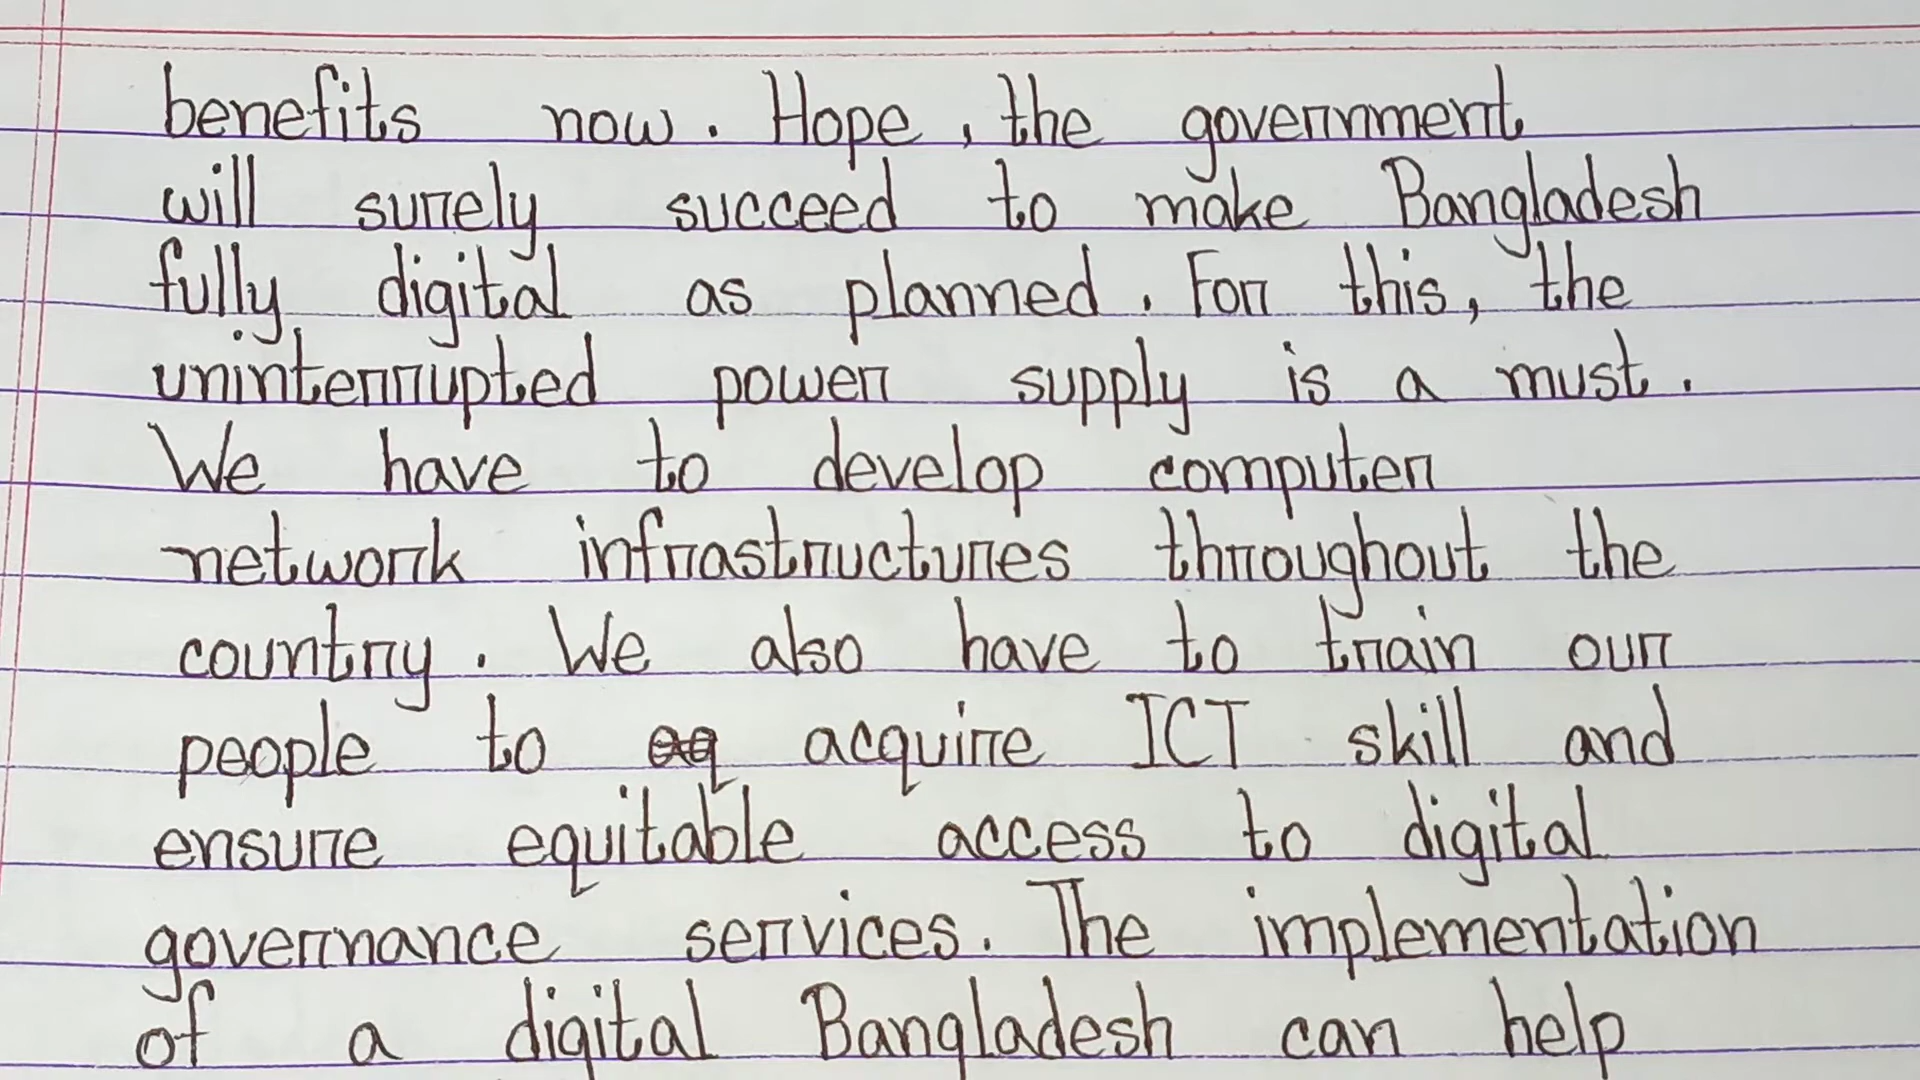 benefits now. Hope, the government
will surely succeed to make Bangladesh
fully digital as planned. For this, the
uninterrupted power supply is a must.
We have to develop computer
network infrastructures throughout the
country. We also have to train our
people to acquire ICT skill and
ensure equitable access to digital
governance services. The implementation
of a digital Bangladesh can help